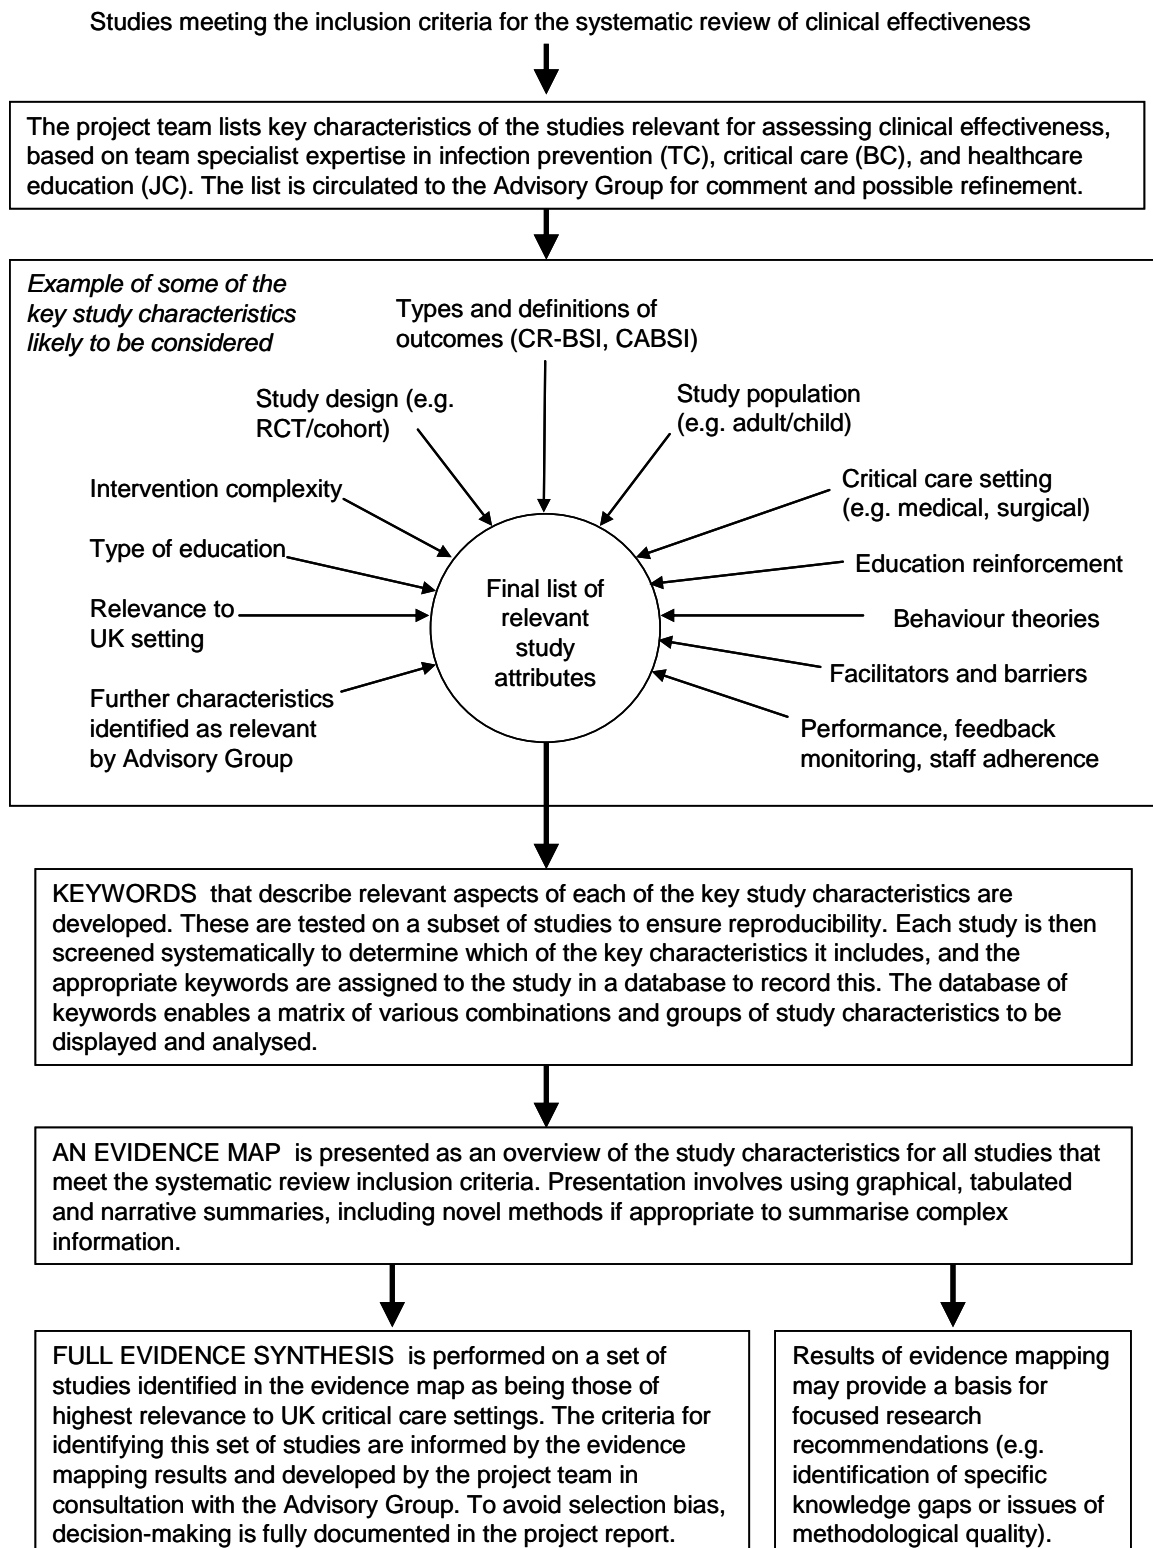 Studies meeting the inclusion criteria for the systematic review of clinical effectiveness
The project team lists key characteristics of the studies relevant for assessing clinical effectiveness,
based on team specialist expertise in infection prevention (TC), critical care (BC), and healthcare
education (JC). The list is circulated to the Advisory Group for comment and possible refinement.
Example of some of the
key study characteristics
likely to be considered
Types and definitions of
outcomes (CR-BSI, CABSI)
Study design (e.g.
RCT/cohort)
Study population
(e.g. adult/child)
Intervention complexity
Critical care setting
(e.g. medical, surgical)
Type of education
Education reinforcement
Relevance to
UK setting
Behaviour theories
Final list of
relevant
study
attributes
Facilitators and barriers
Further characteristics
identified as relevant
by Advisory Group
Performance, feedback
monitoring, staff adherence
KEYWORDS that describe relevant aspects of each of the key study characteristics are
developed. These are tested on a subset of studies to ensure reproducibility. Each study is then
screened systematically to determine which of the key characteristics it includes, and the
appropriate keywords are assigned to the study in a database to record this. The database of
keywords enables a matrix of various combinations and groups of study characteristics to be
displayed and analysed.
AN EVIDENCE MAP is presented as an overview of the study characteristics for all studies that
meet the systematic review inclusion criteria. Presentation involves using graphical, tabulated
and narrative summaries, including novel methods if appropriate to summarise complex
information.
FULL EVIDENCE SYNTHESIS is performed on a set of
studies identified in the evidence map as being those of
highest relevance to UK critical care settings. The criteria for
identifying this set of studies are informed by the evidence
mapping results and developed by the project team in
consultation with the Advisory Group. To avoid selection bias,
decision-making is fully documented in the project report.
Results of evidence mapping
may provide a basis for
focused research
recommendations (e.g.
identification of specific
knowledge gaps or issues of
methodological quality).